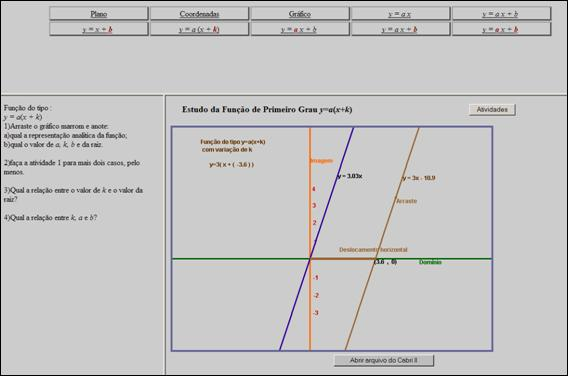 Plano Coordenadas Gráfico y = a x y = a x + b
y = x + b y = a (x + k) y = a x + b y = a x + b y = a x + b
Função do tipo :
y = a(x + k)
1)Arraste o gráfico marrom e anote:
a)qual a representação analítica da função;
b)qual o valor de a, k, b e da raiz.
2)faça a atividade 1 para mais dois casos, pelo
menos.
3)Qual a relação entre o valor de k e o valor da
raiz?
4)Qual a relação entre k, a e b?
Estudo da Função de Primeiro Grau y=a(x+k)
Atividades
Função do tipo y=a(x+k)
com variação de k
y=3( x + ( -3.6 ) )
Imagem
y = 3.03x
y = 3x - 10.9
4
Arraste
3
2
1
Deslocamento horizontal
(3.6 , 0)
Domínio
-1
-2
-3
Abrir arquivo do Cabri II